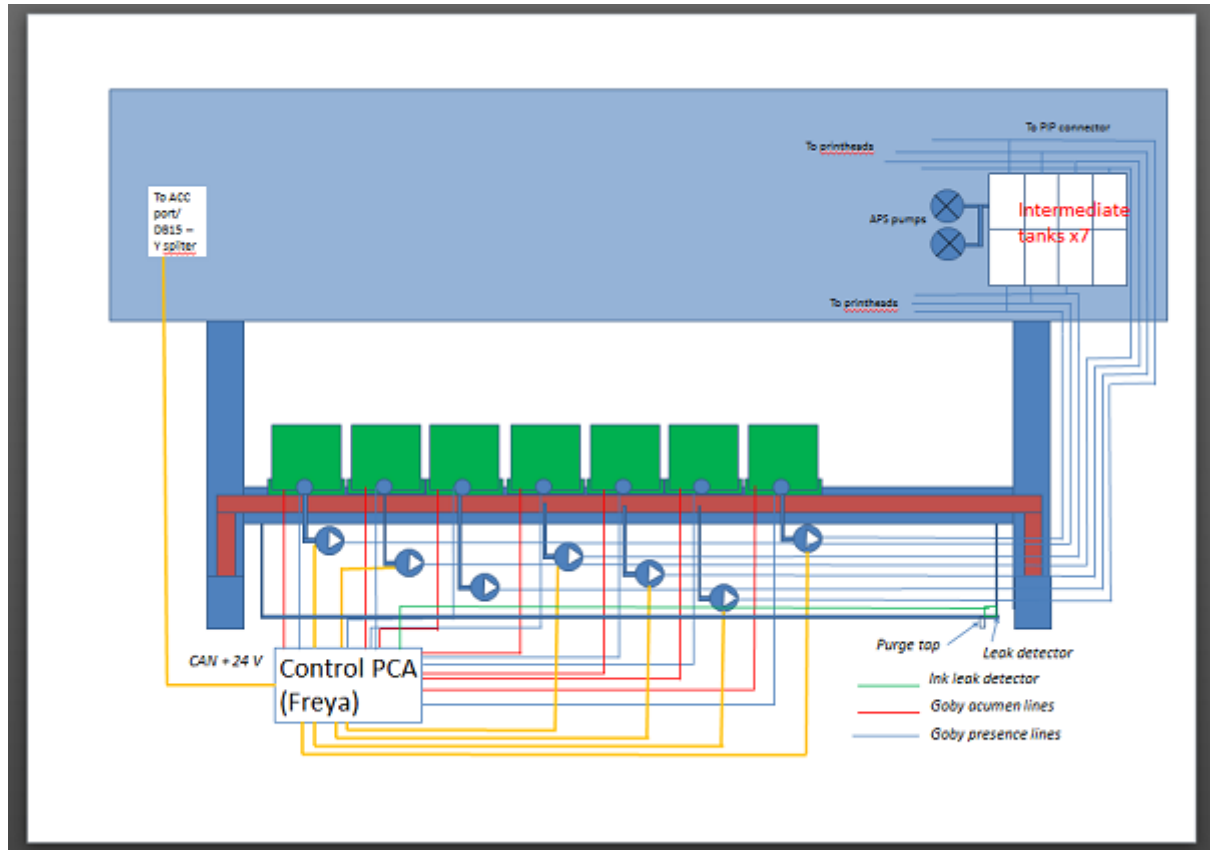 To PIP connector
To printheads
To ACC
port/
DB15 –
Y spliter
Intermediate
tanks x7
APS pumps
To printheads
Purge tap
Leak detector
CAN + 24 V
Control PCA
(Freya)
Ink leak detector
Goby acumen lines
Goby presence lines